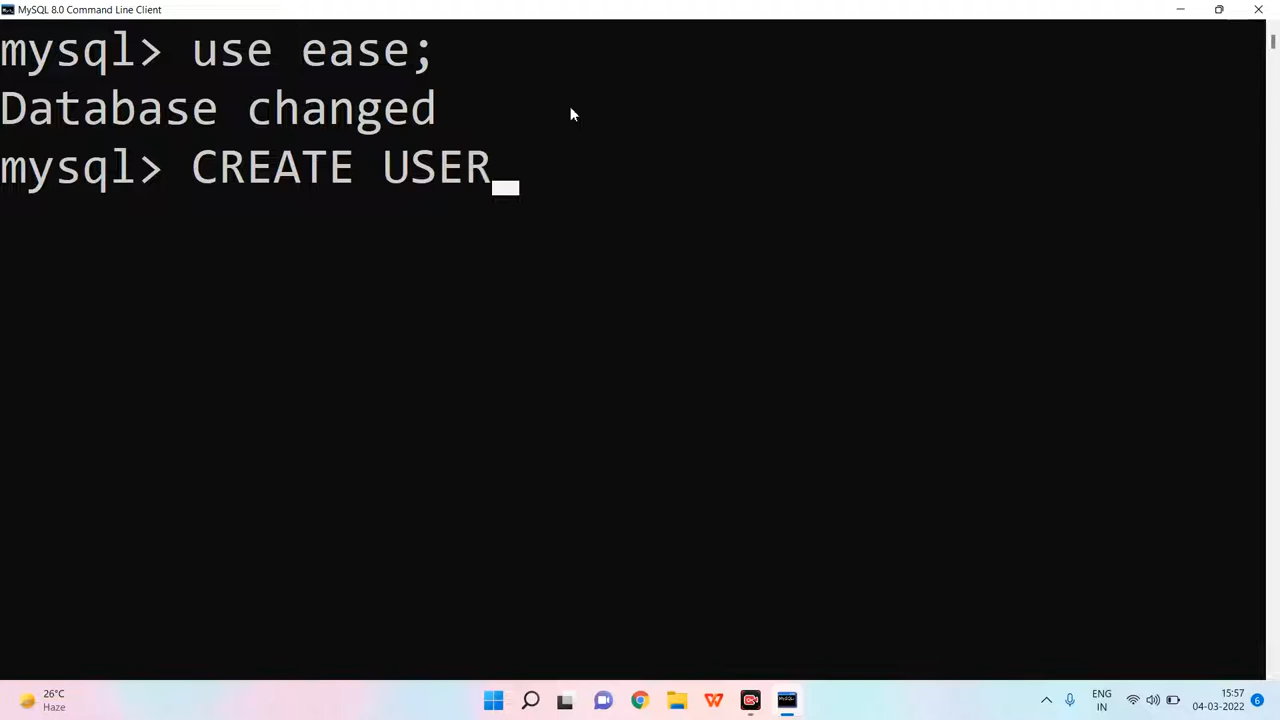 MySQL 8.0 Command Line Client
mysql> use ease;
Database changed
mysql> CREATE USER
26°C
Haze
ENG
IN
15:57
04-03-2022
6